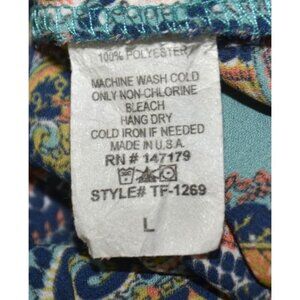 100% POLYESTER
MACHINE WASH COLD
ONLY NON-CHLORINE
BLEACH
HANG DRY
COLD IRON IF NEEDED
MADE IN U.S.A.
RN # 147179
STYLE# TF-1269
L